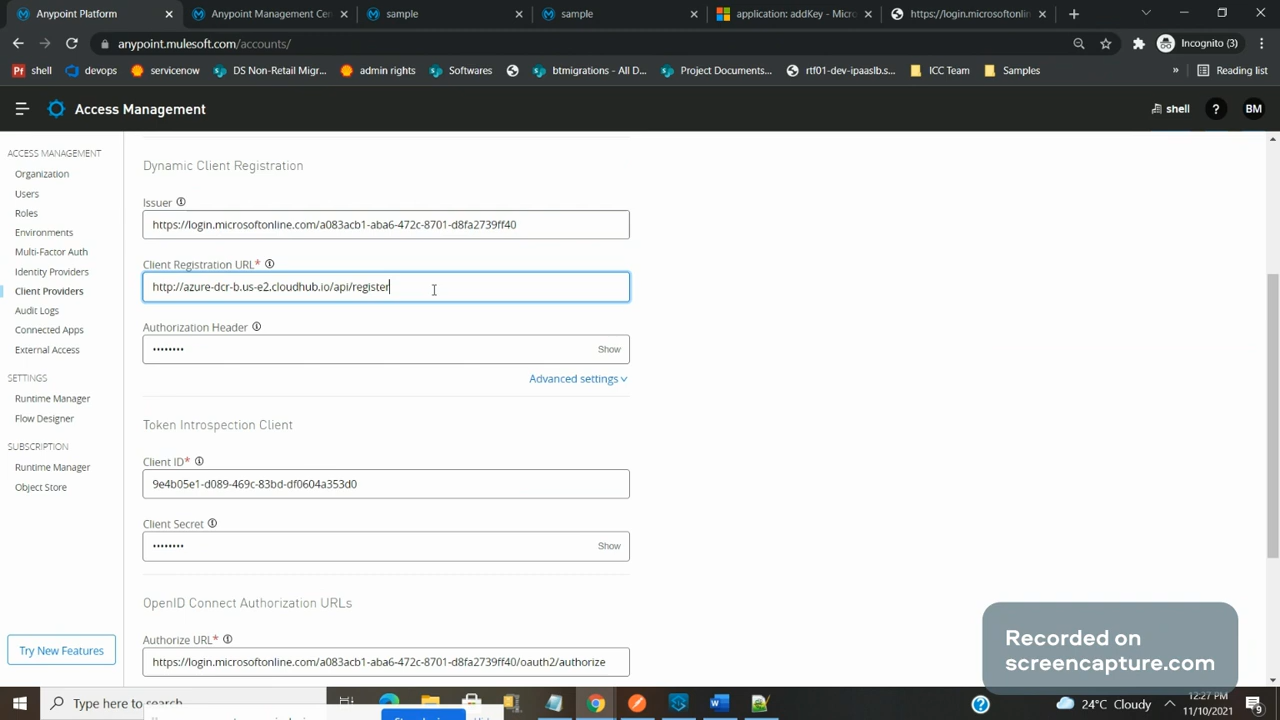 Anypoint Platform
Anypoint Management Cen
sample
sample
application: addKey - Micro
https://login.microsoftonlin
anypoint.mulesoft.com/accounts/
Incognito (3)
shell
devops
servicenow
DS Non-Retail Migr...
admin rights
Softwares
btmigrations - All D...
Project Documents...
rtf01-dev-ipaaslb.s...
ICC Team
Samples
»
Reading list
Access Management
shell
?
BM
ACCESS MANAGEMENT
Organization
Users
Roles
Environments
Multi-Factor Auth
Identity Providers
Client Providers
Audit Logs
Connected Apps
External Access
SETTINGS
Runtime Manager
Flow Designer
SUBSCRIPTION
Runtime Manager
Object Store
Try New Features
Dynamic Client Registration
Issuer
https://login.microsoftonline.com/a083acb1-aba6-472c-8701-d8fa2739ff40
Client Registration URL*
http://azure-dcr-b.us-e2.cloudhub.io/api/register
Authorization Header
••••••••
Show
Advanced settings
Token Introspection Client
Client ID*
9e4b05e1-d089-469c-83bd-df0604a353d0
Client Secret
••••••••
Show
OpenID Connect Authorization URLs
Authorize URL*
https://login.microsoftonline.com/a083acb1-aba6-472c-8701-d8fa2739ff40/oauth2/authorize
Recorded on
screencapture.com
Type here to search
24°C Cloudy
12:27 PM
11/10/2021